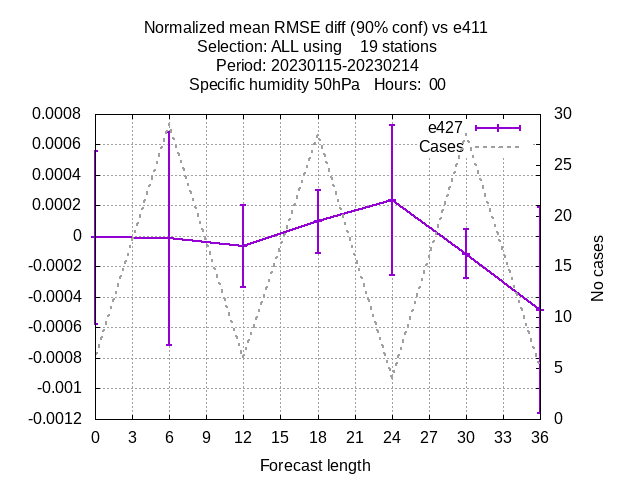 Normalized mean RMSE diff (90% conf) vs e411
Selection: ALL using    19 stations
Period: 20230115-20230214
Specific humidity 50hPa   Hours:  00
0.0008
0.0006
0.0004
0.0002
0
-0.0002
-0.0004
-0.0006
-0.0008
-0.001
-0.0012
e427
Cases
30
25
20
15
10
5
0
No cases
0 3 6 9 12 15 18 21 24 27 30 33 36
Forecast length